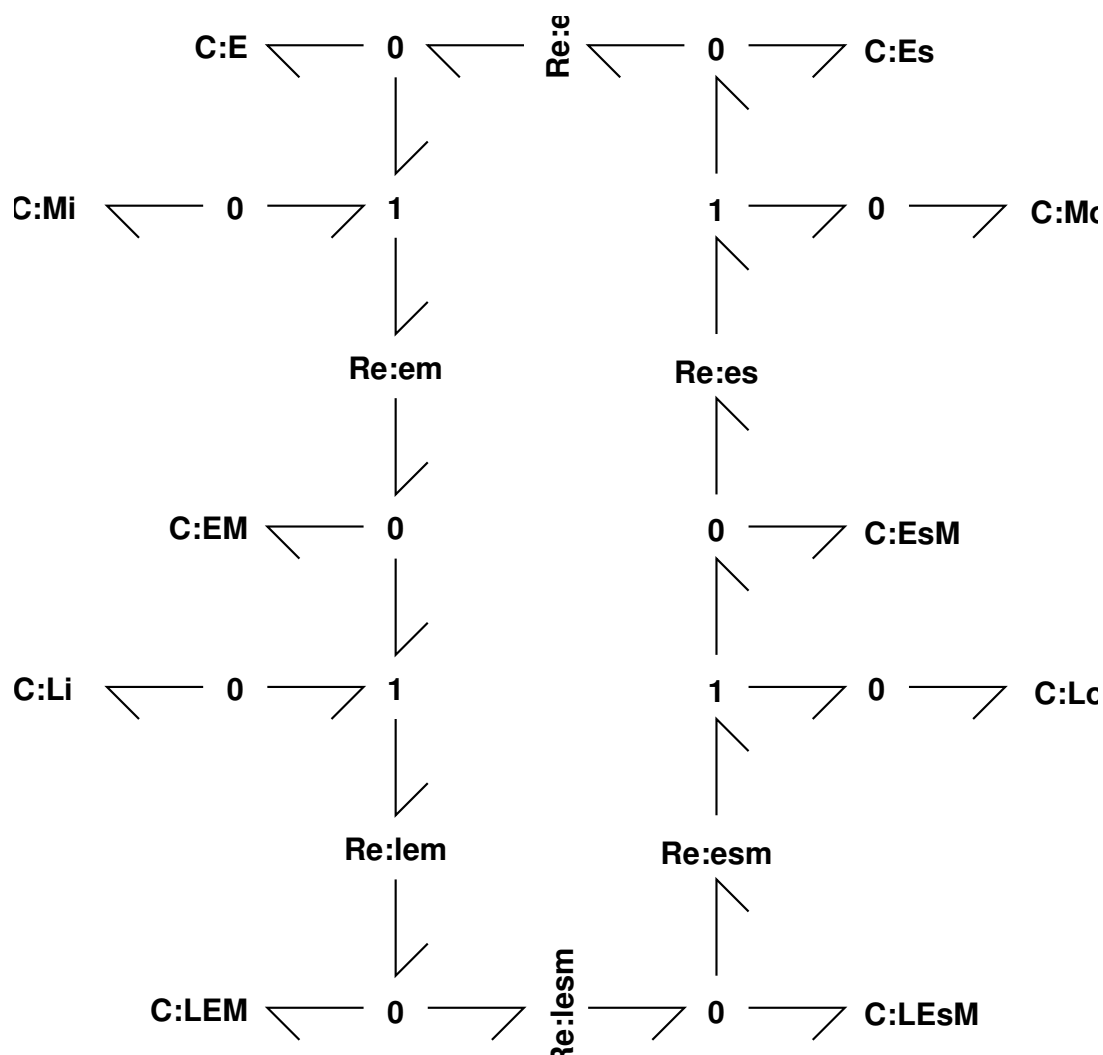 C:E 0 Re:e 0 C:Es
C:Mi 0 1 1 0 C:Mo
Re:em Re:es
C:EM 0 0 C:EsM
C:Li 0 1 1 0 C:Lo
Re:lem Re:esm
C:LEM 0 Re:lesm 0 C:LEsM